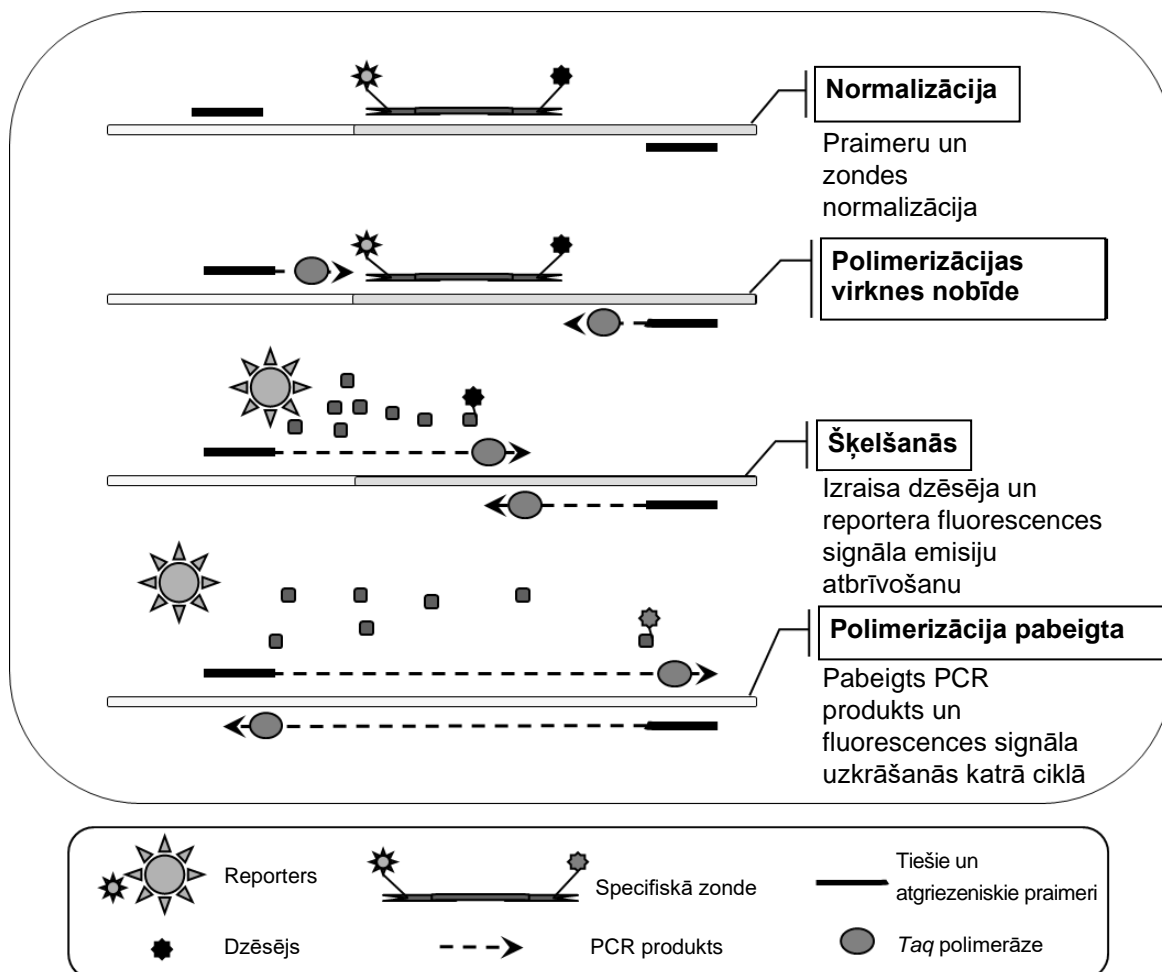 Normalizācija
Praimeru un
zondes
normalizācija
Polimerizācijas
virknes nobīde
Šķelšanās
Izraisa dzēsēja un
reportera fluorescences
signāla emisiju
atbrīvošanu
Polimerizācija pabeigta
Pabeigts PCR
produkts un
fluorescences signāla
uzkrāšanās katrā ciklā
Reporters
Specifiskā zonde
Tiešie un
atgriezeniskie praimeri
Dzēsējs
PCR produkts
Taq polimerāze